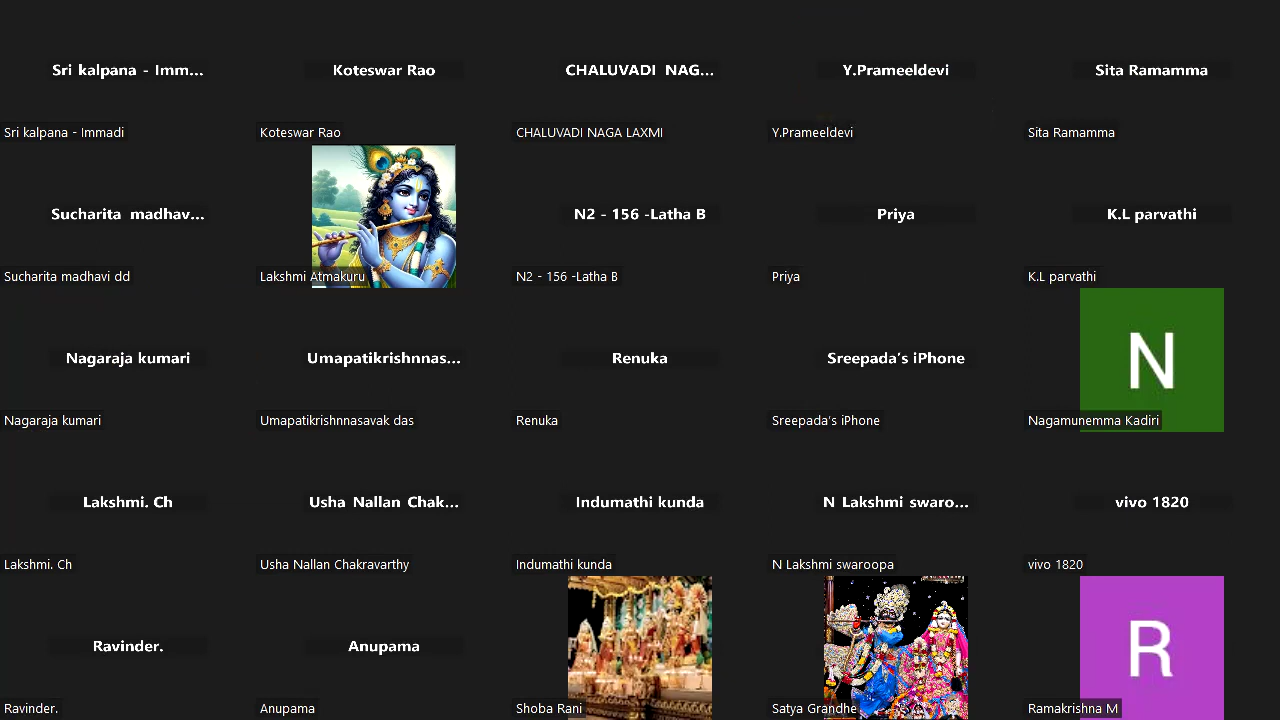 Sri kalpana - Imm...
Koteswar Rao
CHALUVADI NAG...
Y.Prameeldevi
Sita Ramamma
Sri kalpana - Immadi
Koteswar Rao
CHALUVADI NAGA LAXMI
Y.Prameeldevi
Sita Ramamma
Sucharita madhav...
N2 - 156 -Latha B
Priya
K.L parvathi
Sucharita madhavi dd
Lakshmi Atmakuru
N2 - 156 -Latha B
Priya
K.L parvathi
Nagaraja kumari
Umapatikrishnnas...
Renuka
Sreepada's iPhone
N
Nagaraja kumari
Umapatikrishnnasavak das
Renuka
Sreepada's iPhone
Nagamunemma Kadiri
Lakshmi. Ch
Usha Nallan Chak...
Indumathi kunda
N Lakshmi swaro...
vivo 1820
Lakshmi. Ch
Usha Nallan Chakravarthy
Indumathi kunda
N Lakshmi swaroopa
vivo 1820
Ravinder.
Anupama
R
Ravinder.
Anupama
Shoba Rani
Satya Grandhe
Ramakrishna M